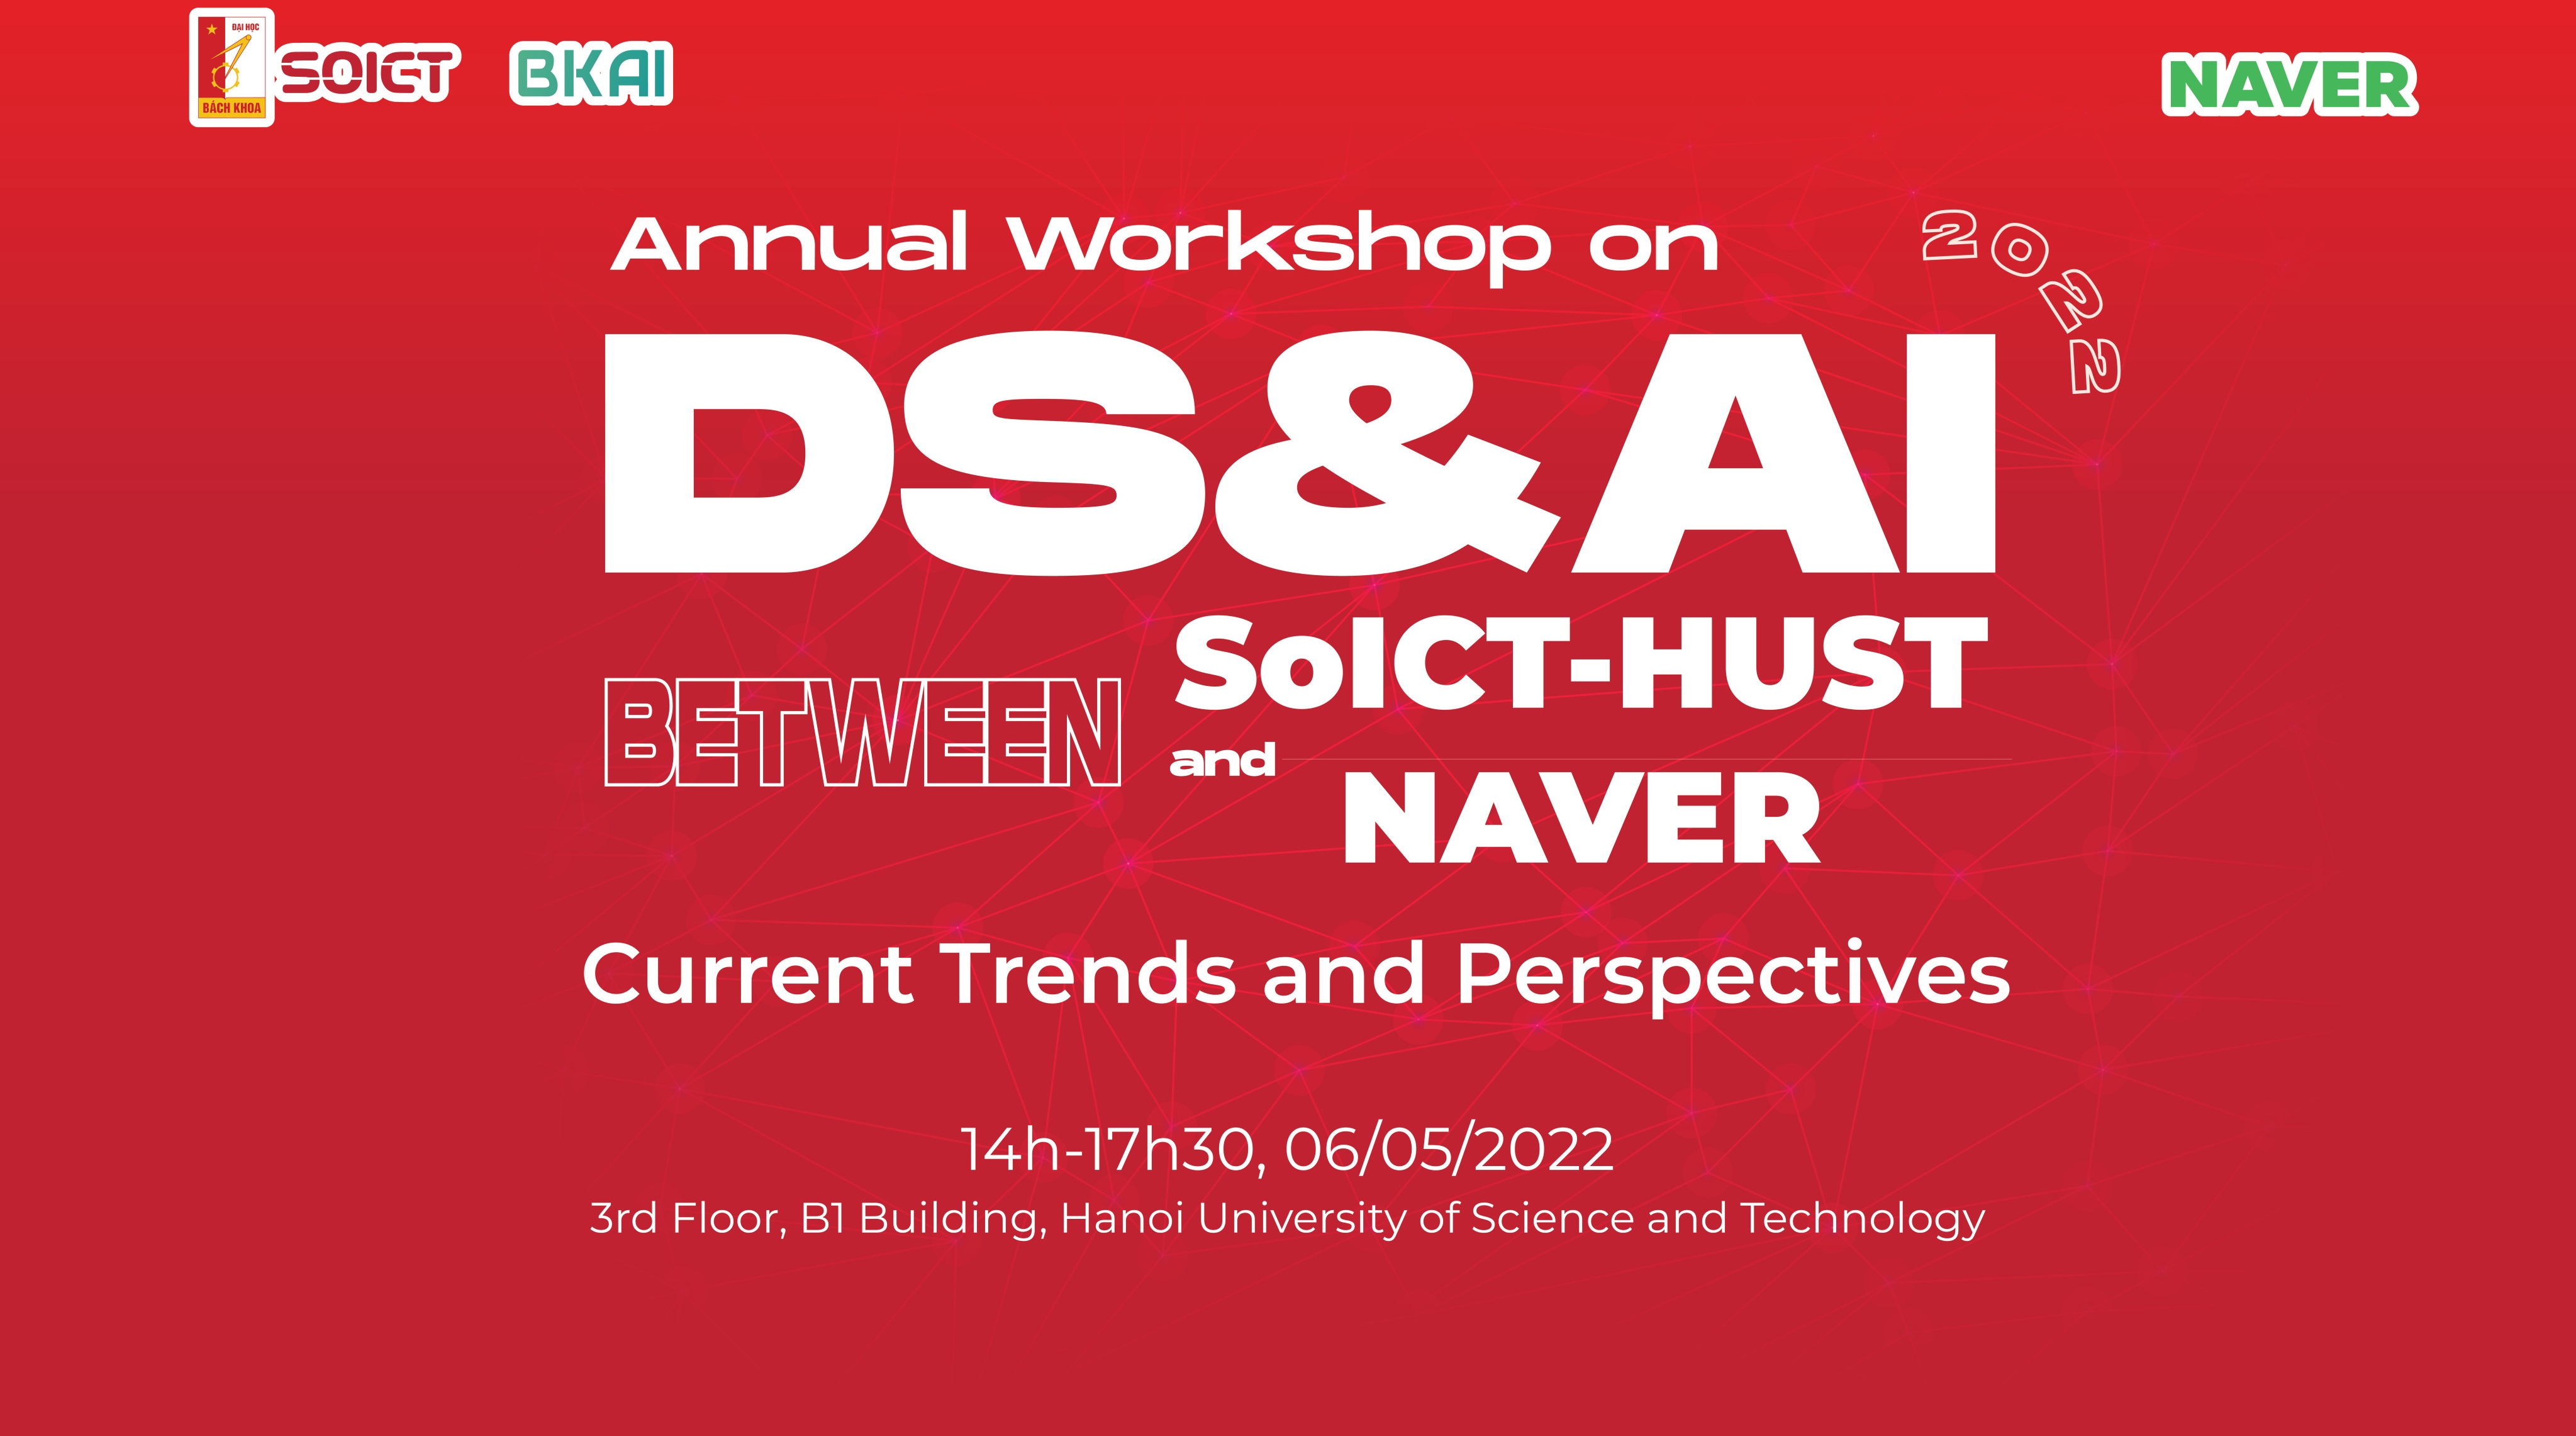 ĐẠI HỌC
BÁCH KHOA
SOICT
BKAI
NAVER
Annual Workshop on
2022
DS&AI
BETWEEN
SoICT-HUST
and
NAVER
Current Trends and Perspectives
14h-17h30, 06/05/2022
3rd Floor, B1 Building, Hanoi University of Science and Technology